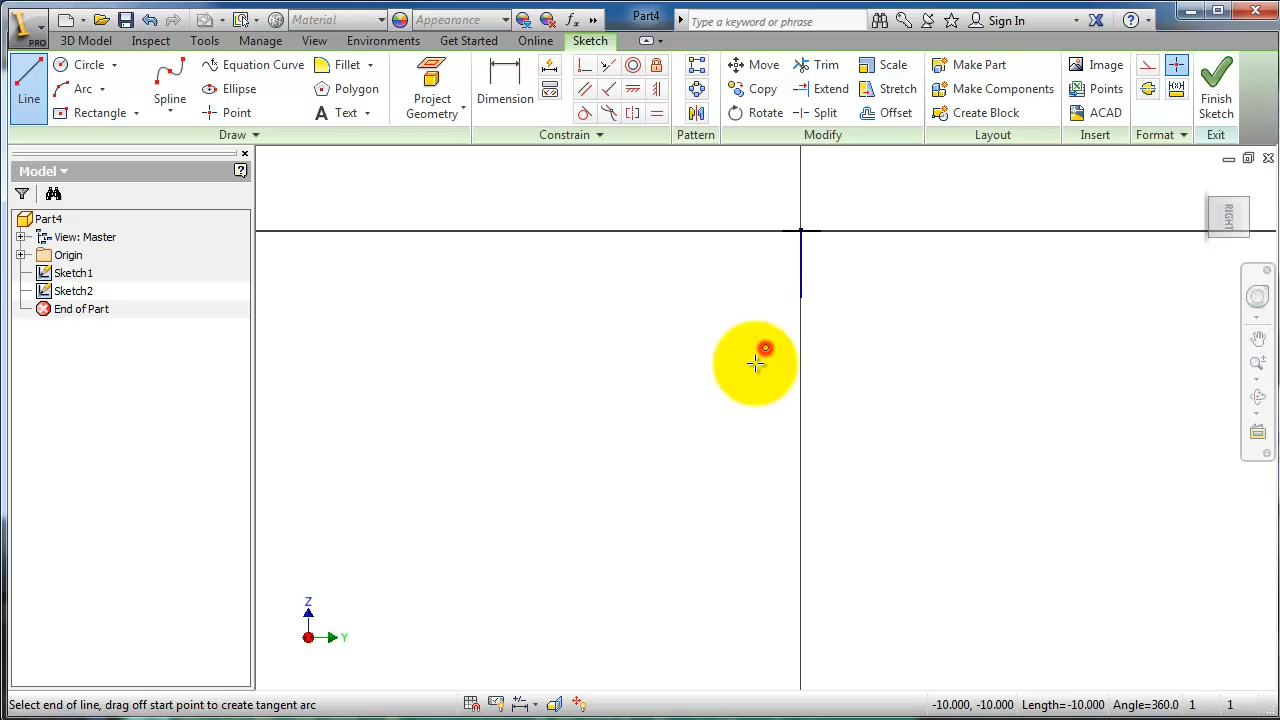 Material Appearance Part4 Type a keyword or phrase Sign In
PRO 3D Model Inspect Tools Manage View Environments Get Started Online Sketch
Line Circle Arc Rectangle Spline Equation Curve Ellipse Point Fillet Polygon Text Project Geometry Dimension Move Copy Rotate Trim Extend Split Scale Stretch Offset Make Part Make Components Create Block Image Points ACAD Finish Sketch
Draw Constrain Pattern Modify Layout Insert Format Exit
Model
Part4
View: Master
Origin
Sketch1
Sketch2
End of Part
RIGHT
Z
Y
Select end of line, drag off start point to create tangent arc -10.000, -10.000 Length=-10.000 Angle=360.0 1 1